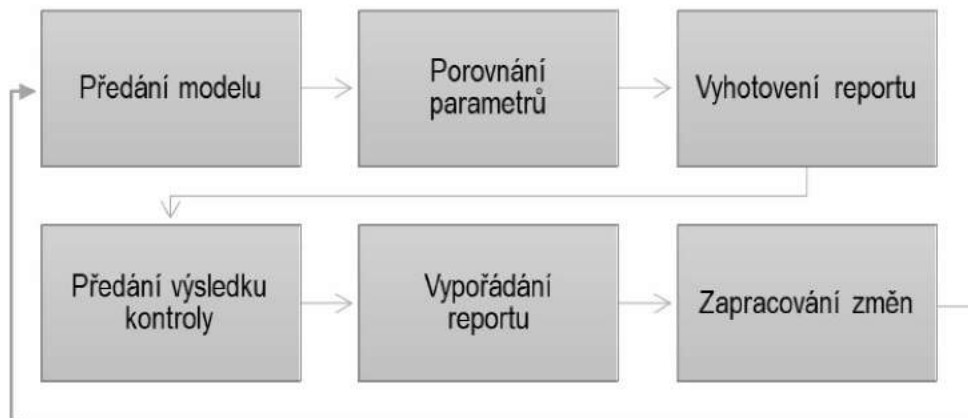 Předání modelu
Porovnání
parametrů
Vyhotovení reportu
Předání výsledku
kontroly
Vypořádání
reportu
Zapracování změn